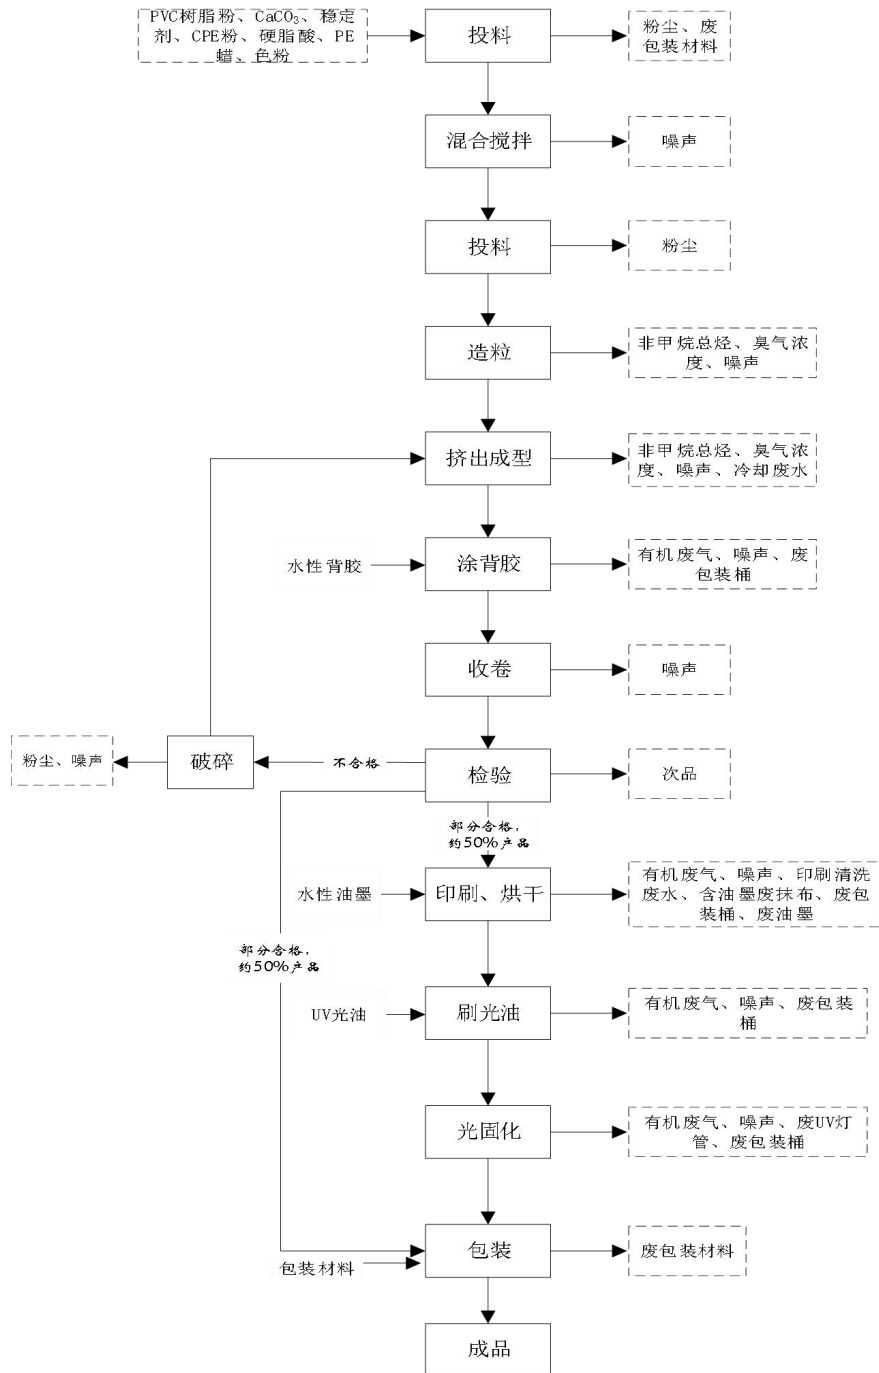 PVC树脂粉、CaCO₃、稳定
剂、CPE粉、硬脂酸、PE
蜡、色粉
投料
粉尘、废
包装材料
混合搅拌
噪声
投料
粉尘
造粒
非甲烷总烃、臭气浓
度、噪声
挤出成型
非甲烷总烃、臭气浓
度、噪声、冷却废水
水性背胶
涂背胶
有机废气、噪声、废
包装桶
收卷
噪声
粉尘、噪声
破碎
不合格
检验
次品
部分合格，
约50%产品
水性油墨
印刷、烘干
有机废气、噪声、印刷清洗
废水、含油墨废抹布、废包
装桶、废油墨
部分合格，
约50%产品
UV光油
刷光油
有机废气、噪声、废包装
桶
光固化
有机废气、噪声、废UV灯
管、废包装桶
包装材料
包装
废包装材料
成品